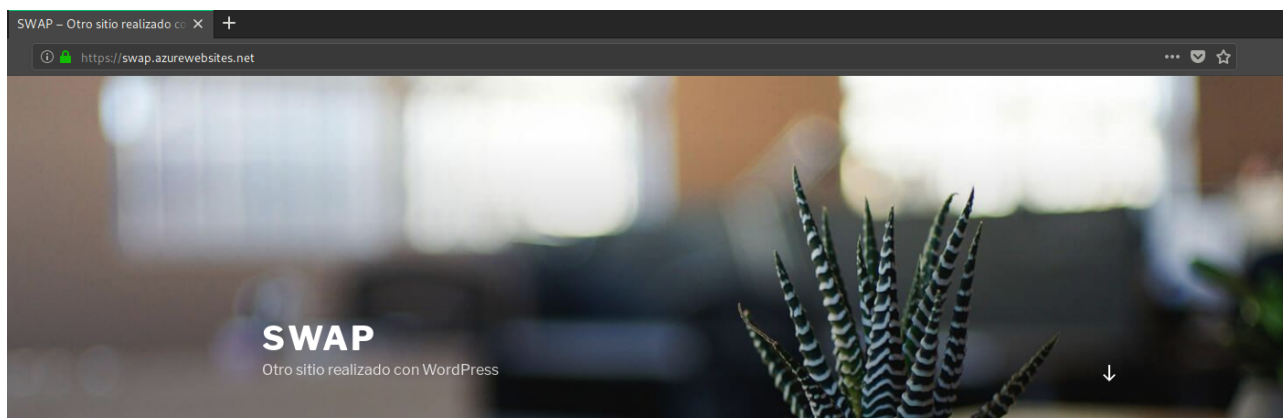 SWAP – Otro sitio realizado co
https://swap.azurewebsites.net
SWAP
Otro sitio realizado con WordPress